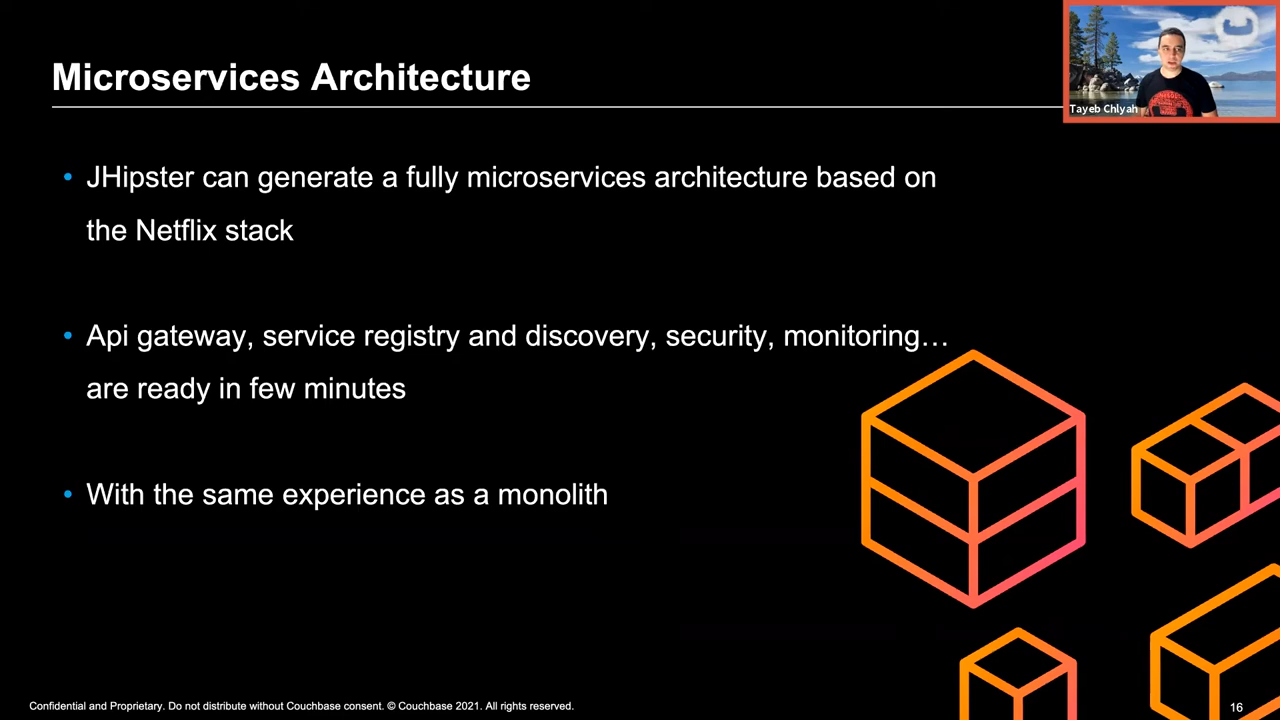 Microservices Architecture
Tayeb Chlyah
• JHipster can generate a fully microservices architecture based on
the Netflix stack
• Api gateway, service registry and discovery, security, monitoring…
are ready in few minutes
• With the same experience as a monolith
Confidential and Proprietary. Do not distribute without Couchbase consent. © Couchbase 2021. All rights reserved.
16